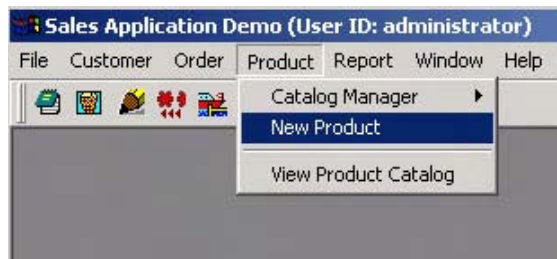 Sales Application Demo (User ID: administrator)
File Customer Order Product Report Window Help
Catalog Manager
New Product
View Product Catalog